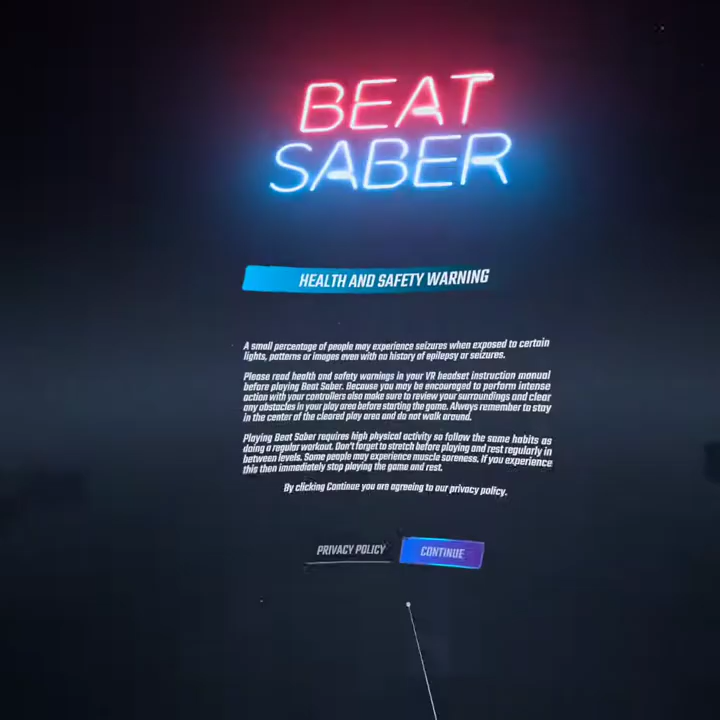 BEAT
SABER
HEALTH AND SAFETY WARNING
A small percentage of people may experience seizures when exposed to certain
lights, patterns or images even with no history of epilepsy or seizures.
Please read health and safety warnings in your VR headset instruction manual
before playing Beat Saber. Because you may be encouraged to perform intense
action with your controllers also make sure to review your surroundings and clear
any obstacles in your play area before starting the game. Always remember to stay
in the center of the cleared play area and do not walk around.
Playing Beat Saber requires high physical activity so follow the same habits as
doing a regular workout. Don't forget to stretch before playing and rest regularly in
between levels. Some people may experience muscle soreness. If you experience
this then immediately stop playing the game and rest.
By clicking Continue you are agreeing to our privacy policy.
PRIVACY POLICY
CONTINUE